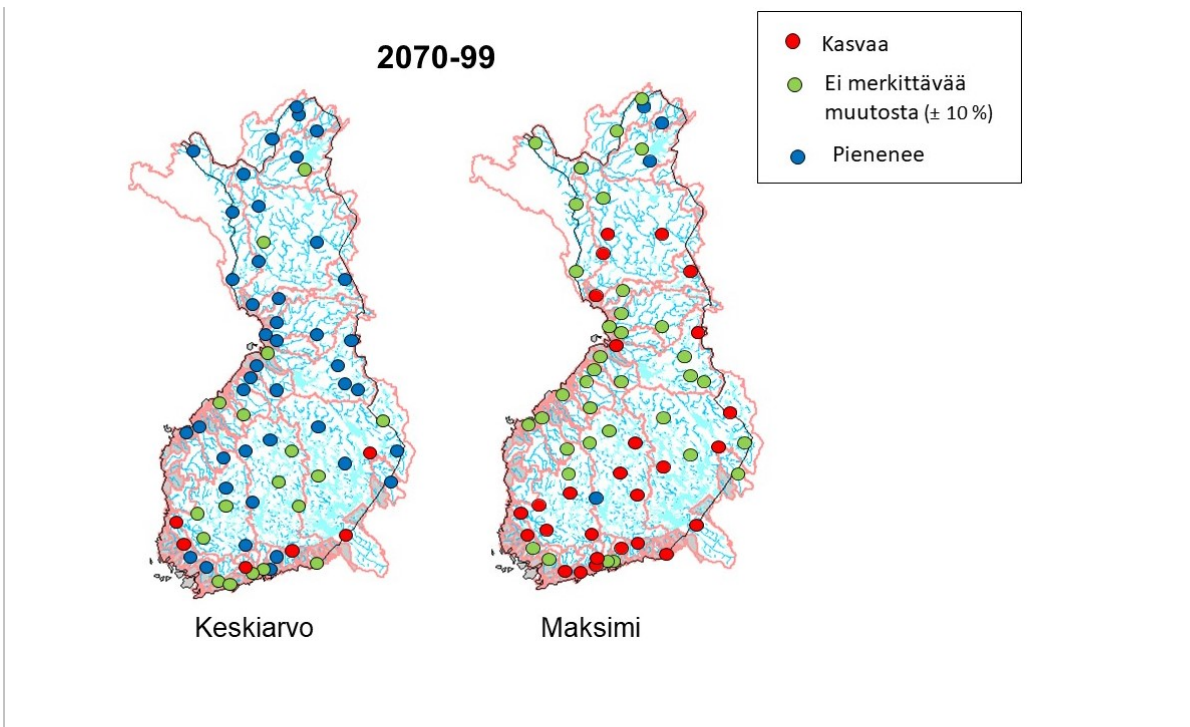 2070-99
Kasvaa
Ei merkittävää
muutosta (± 10 %)
Pienenee
Keskiarvo
Maksimi